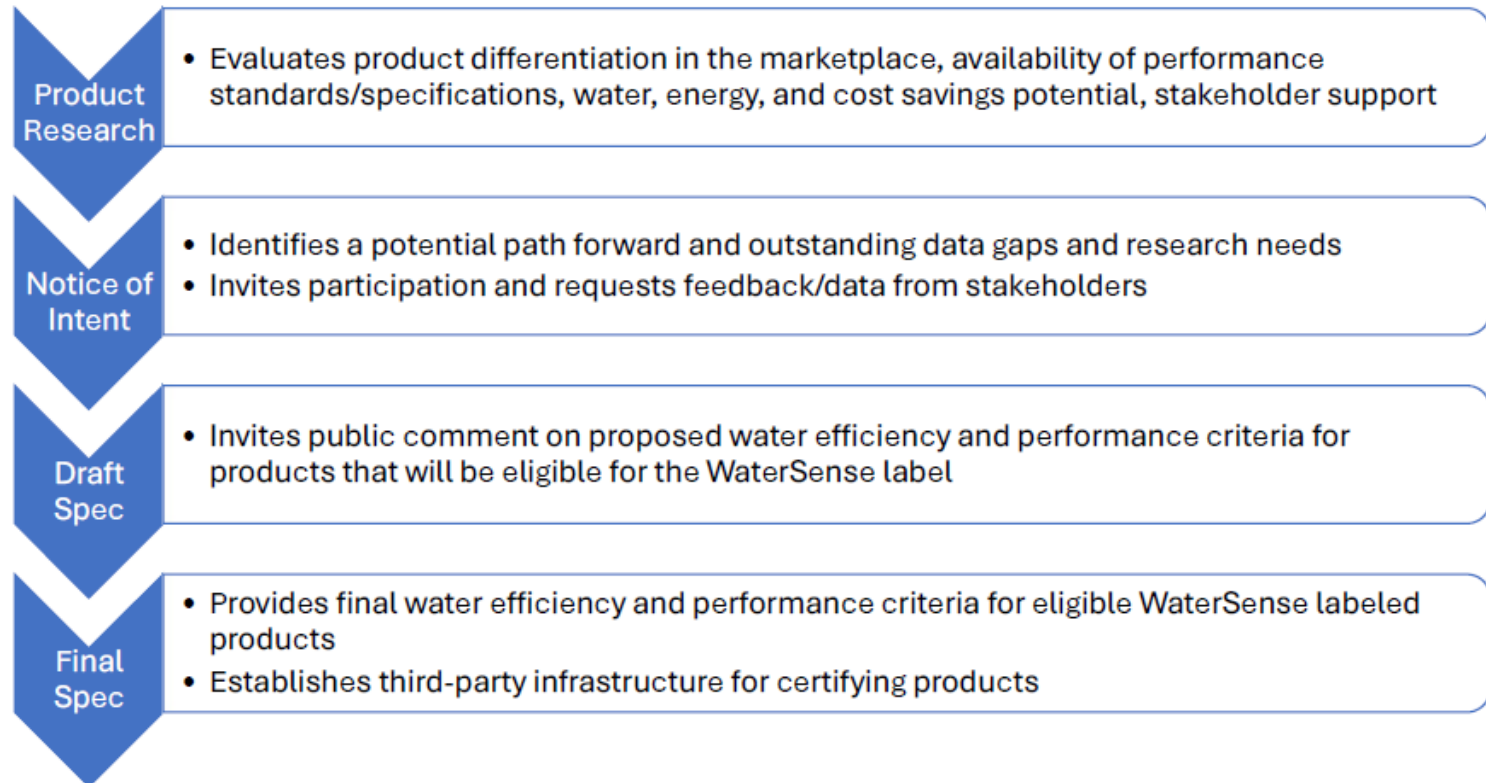 Product
Research
• Evaluates product differentiation in the marketplace, availability of performance
standards/specifications, water, energy, and cost savings potential, stakeholder support
Notice of
Intent
• Identifies a potential path forward and outstanding data gaps and research needs
• Invites participation and requests feedback/data from stakeholders
Draft
Spec
• Invites public comment on proposed water efficiency and performance criteria for
products that will be eligible for the WaterSense label
Final
Spec
• Provides final water efficiency and performance criteria for eligible WaterSense labeled
products
• Establishes third-party infrastructure for certifying products